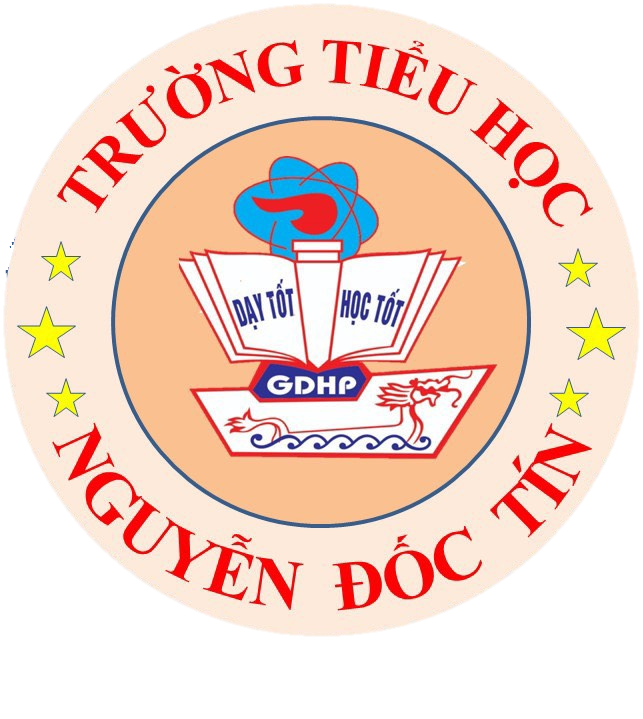 TRƯỜNG TIỂU HỌC
DẠY TỐT
HỌC TỐT
GDHP
NGUYỄN ĐỐC TÍN